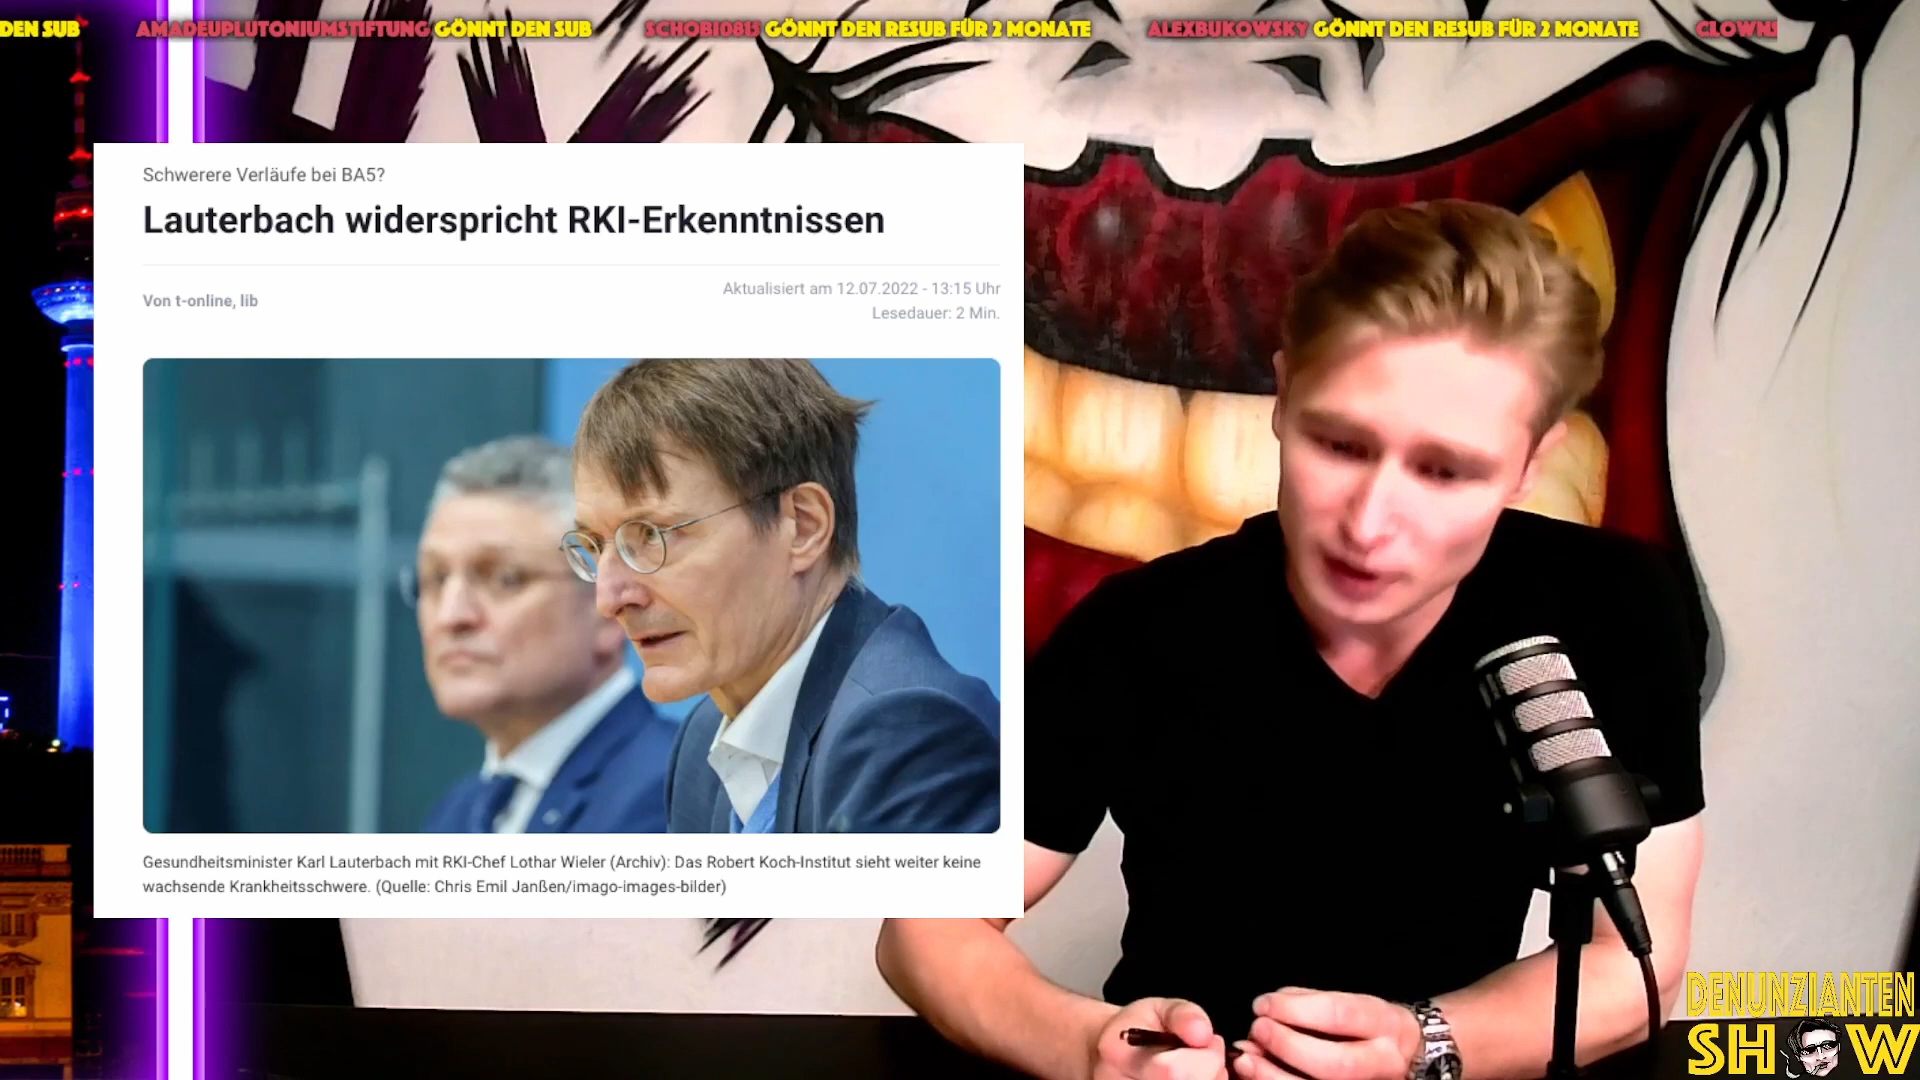 DEN SUB AMADEUPLUTONIUMSTIFTUNG GÖNNT DEN SUB SCHOBI0815 GÖNNT DEN RESUB FÜR 2 MONATE ALEXBUKOWSKY GÖNNT DEN RESUB FÜR 2 MONATE
Schwerere Verläufe bei BA5?
Lauterbach widerspricht RKI-Erkenntnissen
Von t-online, lib
Aktualisiert am 12.07.2022 - 13:15 Uhr
Lesedauer: 2 Min.
Gesundheitsminister Karl Lauterbach mit RKI-Chef Lothar Wieler (Archiv): Das Robert Koch-Institut sieht weiter keine
wachsende Krankheitsschwere. (Quelle: Chris Emil Janßen/imago-images-bilder)
DENUNZIANTEN
SHOW